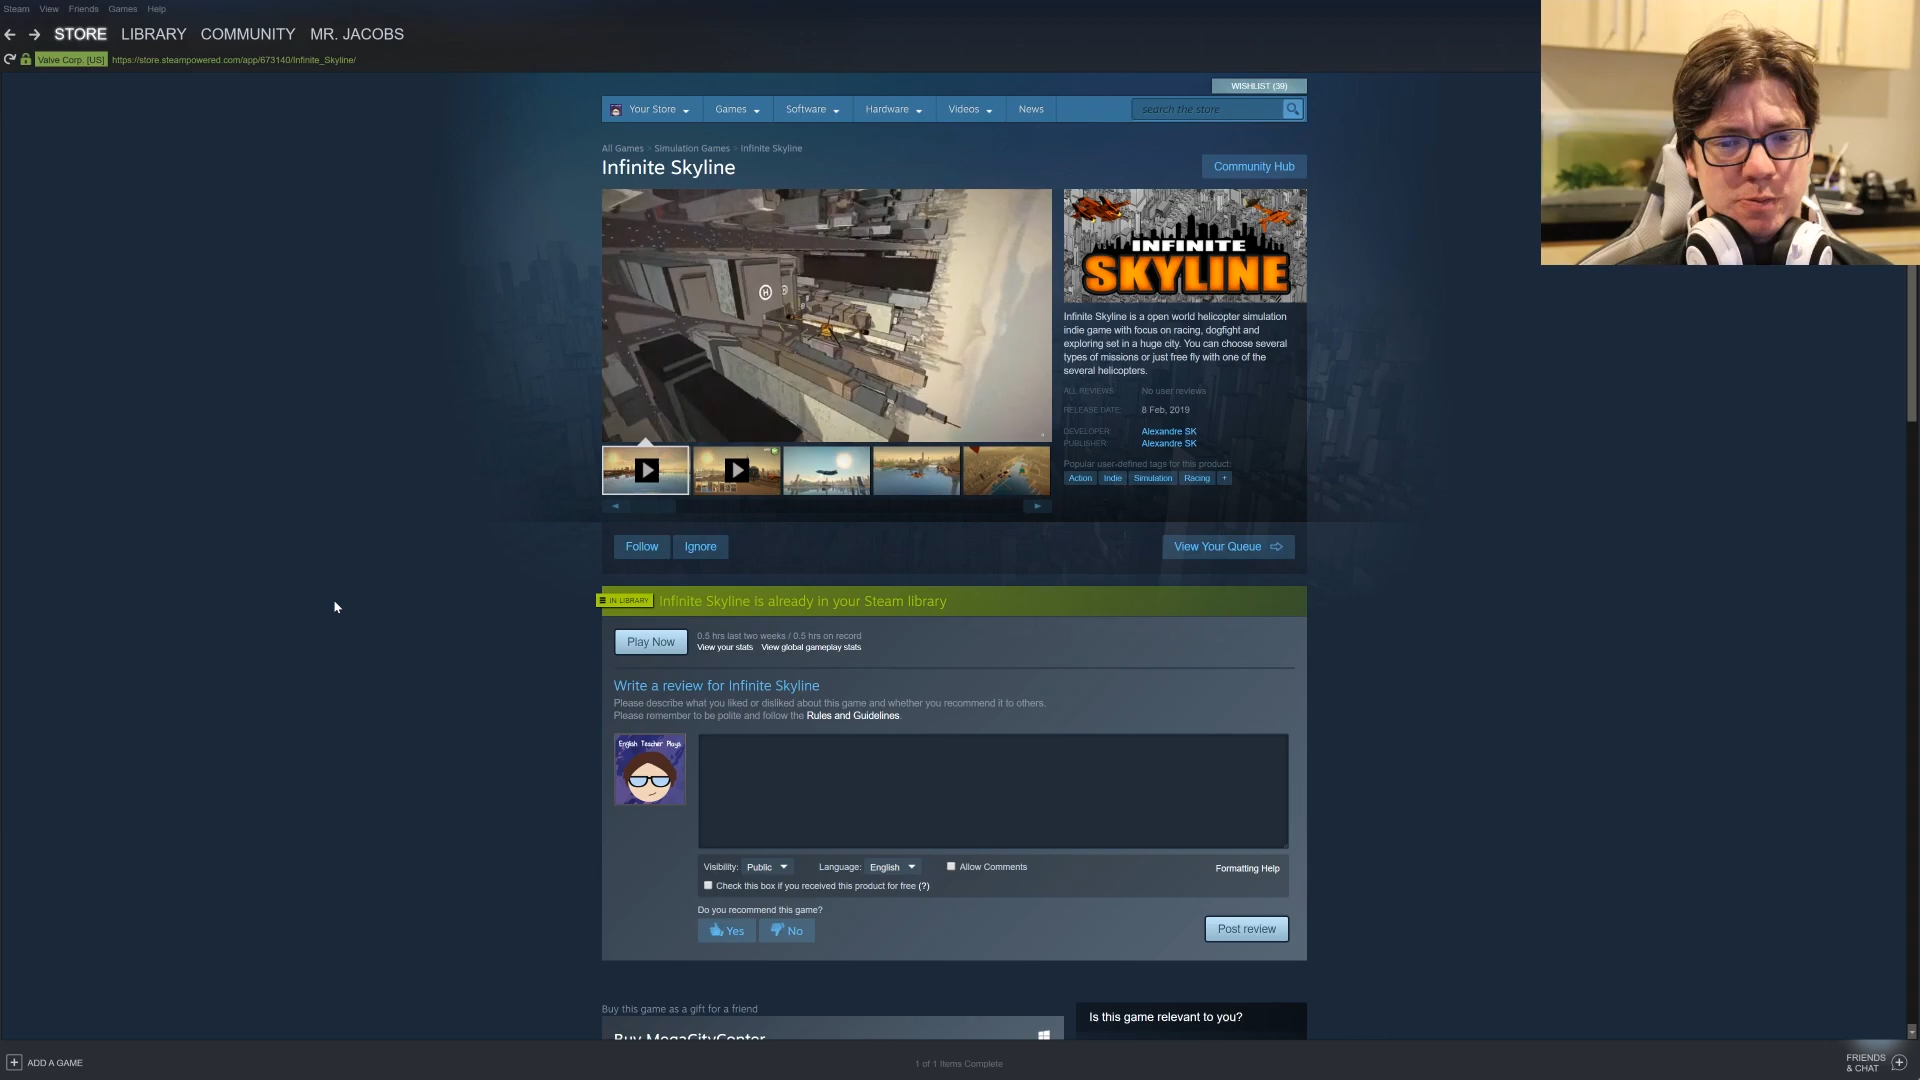 Steam View Friends Games Help
STORE LIBRARY COMMUNITY MR. JACOBS
Valve Corp. [US] https://store.steampowered.com/app/673140/Infinite_Skyline/
WISHLIST (39)
Your Store Games Software Hardware Videos News search the store
All Games > Simulation Games > Infinite Skyline
Infinite Skyline
Community Hub
INFINITE
SKYLINE
Infinite Skyline is a open world helicopter simulation
indie game with focus on racing, dogfight and
exploring set in a huge city. You can choose several
types of missions or just free fly with one of the
several helicopters.
ALL REVIEWS: No user reviews
RELEASE DATE: 8 Feb, 2019
DEVELOPER: Alexandre SK
PUBLISHER: Alexandre SK
Popular user-defined tags for this product:
Action Indie Simulation Racing +
H
Follow Ignore View Your Queue
IN LIBRARY Infinite Skyline is already in your Steam library
Play Now
0.5 hrs last two weeks / 0.5 hrs on record
View your stats View global gameplay stats
Write a review for Infinite Skyline
Please describe what you liked or disliked about this game and whether you recommend it to others.
Please remember to be polite and follow the Rules and Guidelines.
English Teacher Plays
Visibility: Public Language: English Allow Comments Formatting Help
Check this box if you received this product for free (?)
Do you recommend this game?
Yes No Post review
Buy this game as a gift for a friend
Buy MegaCityCenter
Is this game relevant to you?
ADD A GAME
1 of 1 Items Complete
FRIENDS
& CHAT